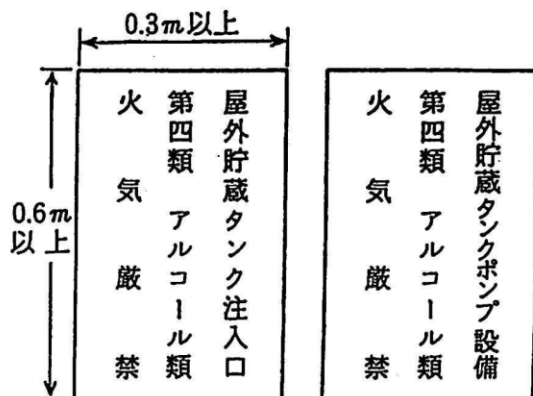 0.3m以上
0.6m
以上
屋外貯蔵タンク注入口
第四類 アルコール類
火気厳禁
屋外貯蔵タンクポンプ設備
第四類 アルコール類
火気厳禁